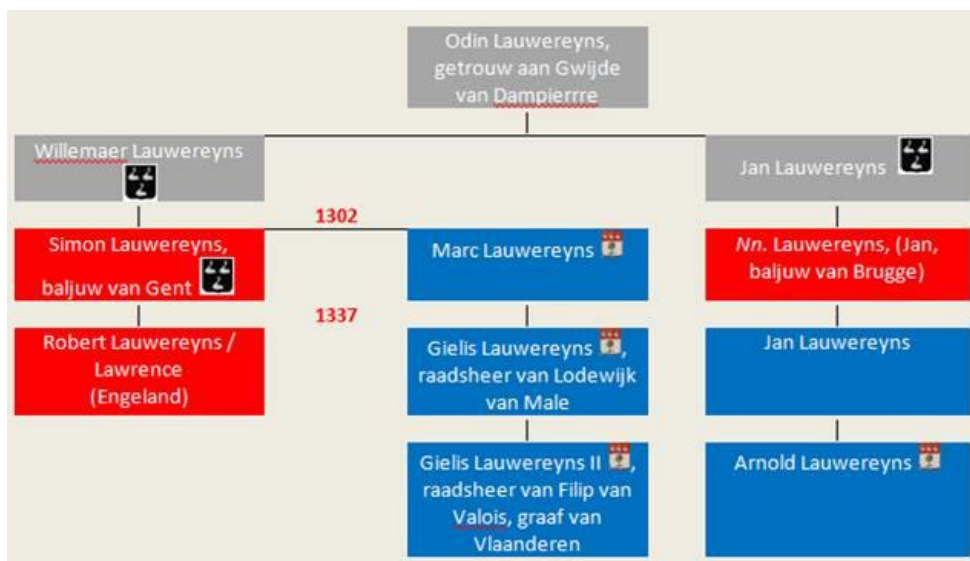 Odin Lauwereyns,
getrouw aan Gwijde
van Dampierrre
Willemaer Lauwereyns
Jan Lauwereyns
1302
Simon Lauwereyns,
baljuw van Gent
Marc Lauwereyns
Nn. Lauwereyns, (Jan,
baljuw van Brugge)
1337
Robert Lauwereyns /
Lawrence
(Engeland)
Gielis Lauwereyns ,
raadsheer van Lodewijk
van Male
Jan Lauwereyns
Gielis Lauwereyns II ,
raadsheer van Filip van
Valois, graaf van
Vlaanderen
Arnold Lauwereyns